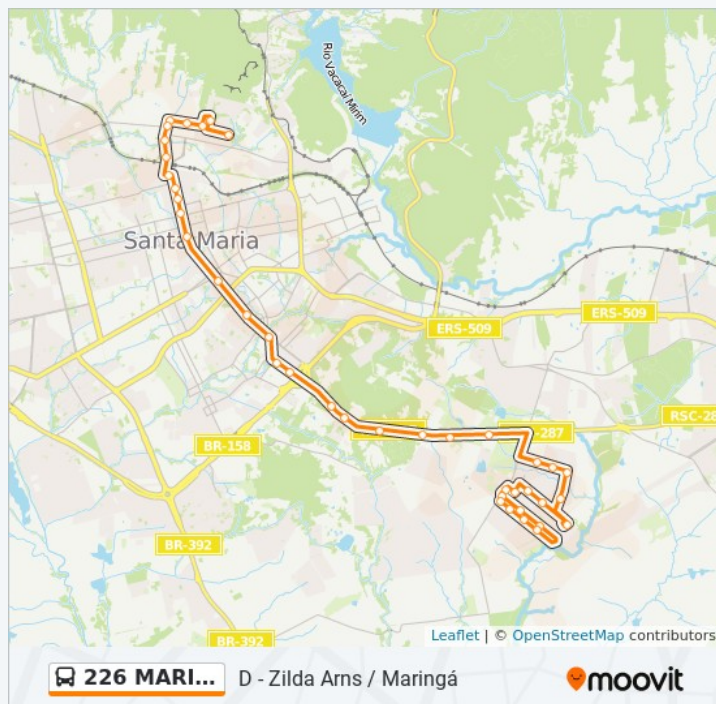 Rio Vacacaí Mirim
Santa Maria
ERS-509
ERS-509
RSC-28
-287
BR-158
BR-392
BR-392
Leaflet | © OpenStreetMap contributors
226 MARI...
D - Zilda Arns / Maringá
moovit